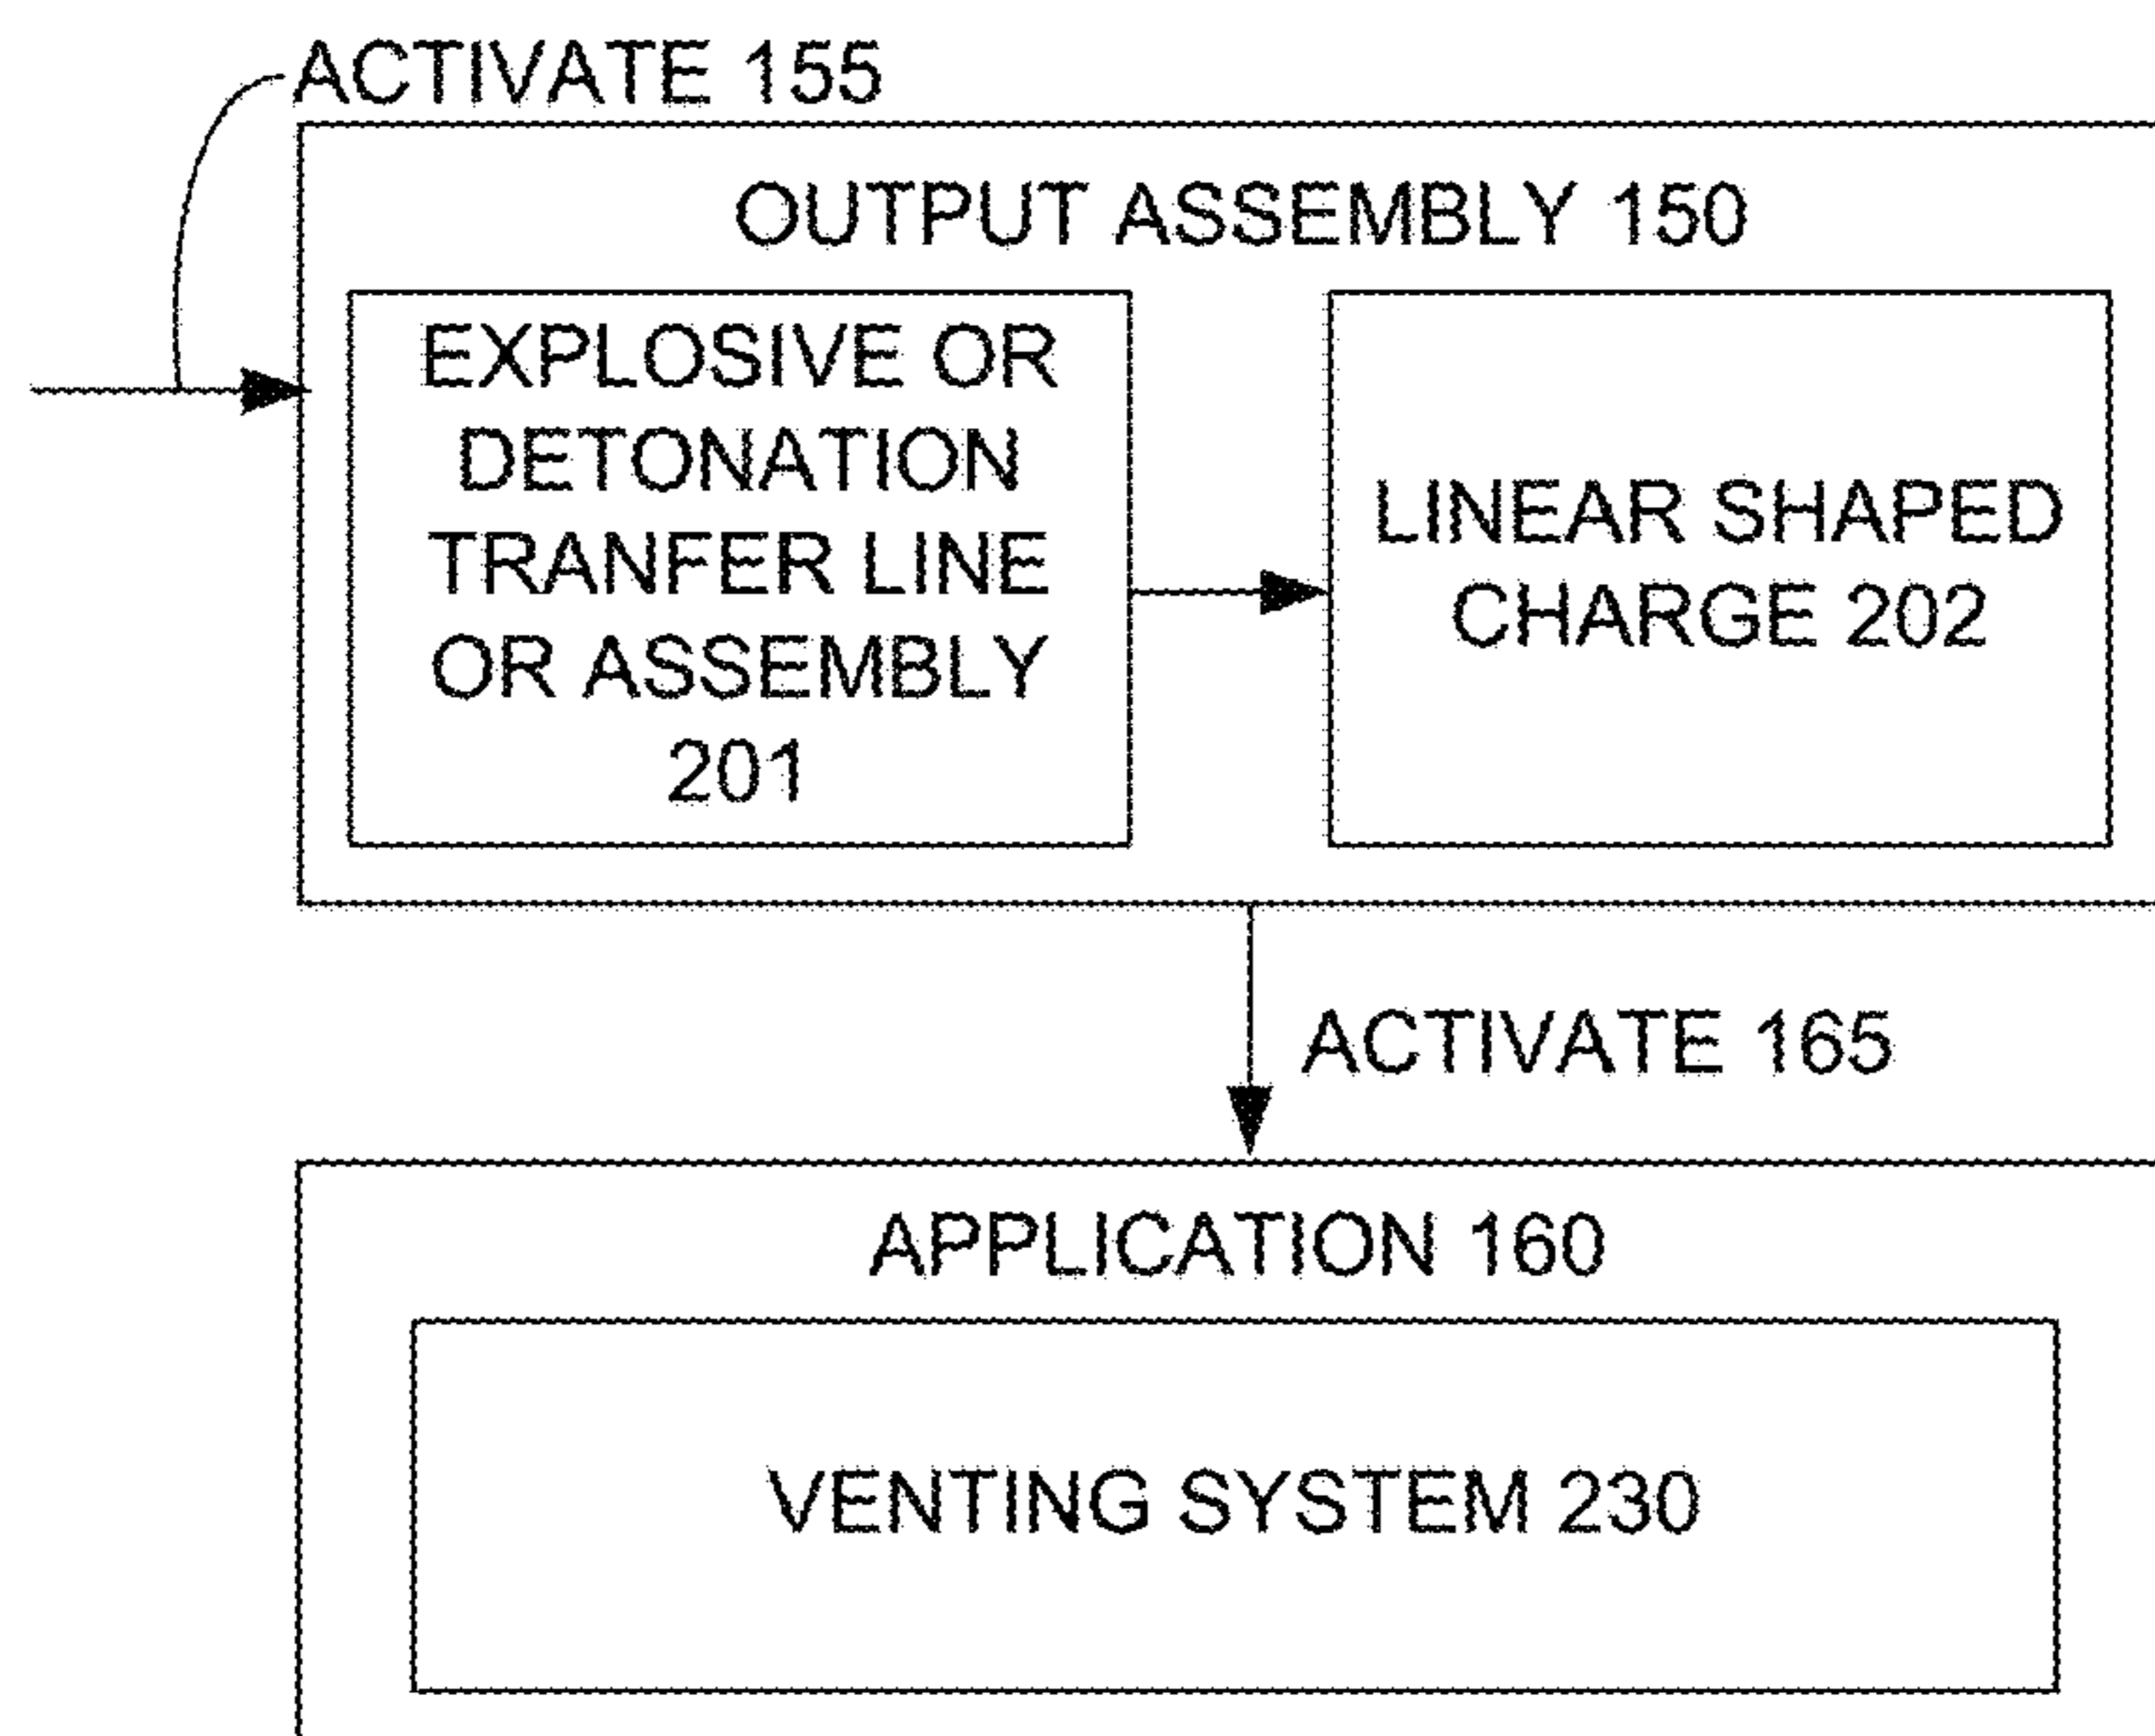 ACTIVATE 155
OUTPUT ASSEMBLY 150
EXPLOSIVE OR
DETONATION
TRANFER LINE
OR ASSEMBLY
201
LINEAR SHAPED
CHARGE 202
ACTIVATE 165
APPLICATION 160
VENTING SYSTEM 230